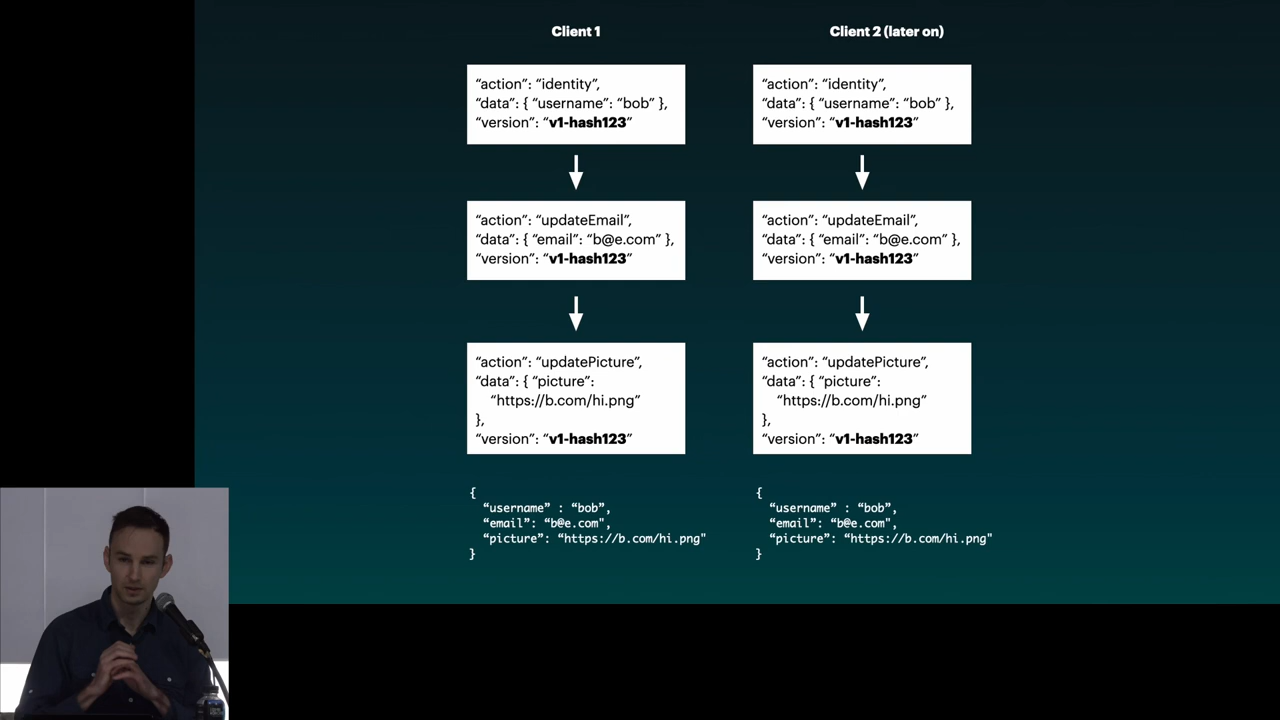 Client 1
“action”: “identity”,
“data”: { “username”: “bob” },
“version”: “v1-hash123”
“action”: “updateEmail”,
“data”: { “email”: “b@e.com” },
“version”: “v1-hash123”
“action”: “updatePicture”,
“data”: { “picture”:
“https://b.com/hi.png”
},
“version”: “v1-hash123”
{
“username” : “bob”,
“email”: “b@e.com",
“picture”: “https://b.com/hi.png"
}
Client 2 (later on)
“action”: “identity”,
“data”: { “username”: “bob” },
“version”: “v1-hash123”
“action”: “updateEmail”,
“data”: { “email”: “b@e.com” },
“version”: “v1-hash123”
“action”: “updatePicture”,
“data”: { “picture”:
“https://b.com/hi.png”
},
“version”: “v1-hash123”
{
“username” : “bob”,
“email”: “b@e.com",
“picture”: “https://b.com/hi.png"
}